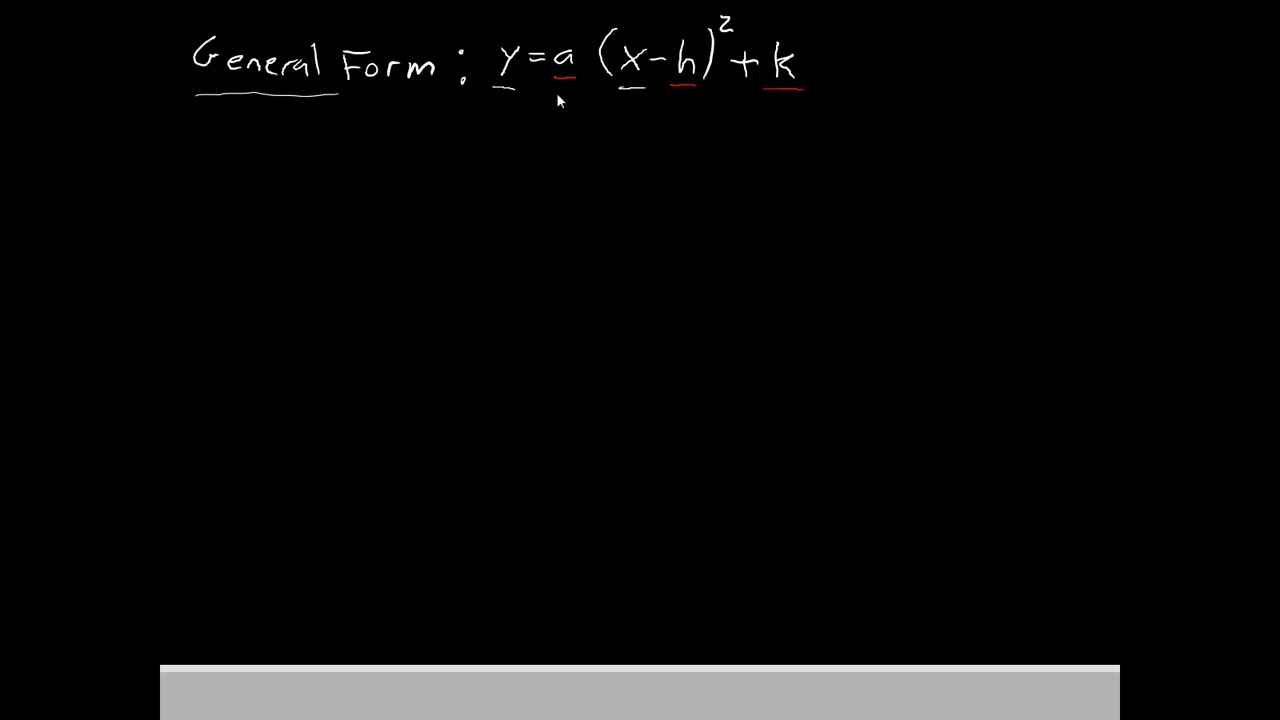 General Form: y = a (x - h)² + k